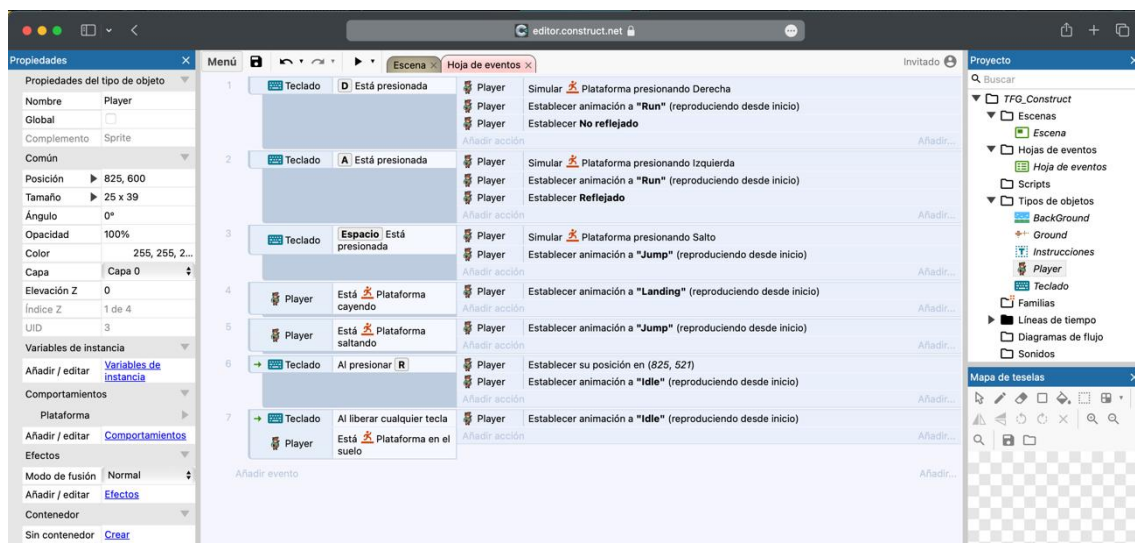 editor.construct.net
Propiedades
Propiedades del tipo de objeto
Nombre Player
Global
Complemento Sprite
Común
Posición 825, 600
Tamaño 25 x 39
Ángulo 0°
Opacidad 100%
Color 255, 255, 2...
Capa Capa 0
Elevación Z 0
Índice Z 1 de 4
UID 3
Variables de instancia
Añadir / editar Variables de instancia
Comportamientos
Plataforma
Añadir / editar Comportamientos
Efectos
Modo de fusión Normal
Añadir / editar Efectos
Contenedor
Sin contenedor Crear
Menú Escena Hoja de eventos Invitado
1 Teclado D Está presionada Player Simular Plataforma presionando Derecha
Player Establecer animación a "Run" (reproduciendo desde inicio)
Player Establecer No reflejado
Añadir acción Añadir...
2 Teclado A Está presionada Player Simular Plataforma presionando Izquierda
Player Establecer animación a "Run" (reproduciendo desde inicio)
Player Establecer Reflejado
Añadir acción Añadir...
3 Teclado Espacio Está presionada Player Simular Plataforma presionando Salto
Player Establecer animación a "Jump" (reproduciendo desde inicio)
Añadir acción Añadir...
4 Player Está Plataforma cayendo Player Establecer animación a "Landing" (reproduciendo desde inicio)
Añadir acción Añadir...
5 Player Está Plataforma saltando Player Establecer animación a "Jump" (reproduciendo desde inicio)
Añadir acción Añadir...
6 Teclado Al presionar R Player Establecer su posición en (825, 521)
Player Establecer animación a "Idle" (reproduciendo desde inicio)
Añadir acción Añadir...
7 Teclado Al liberar cualquier tecla Player Establecer animación a "Idle" (reproduciendo desde inicio)
Player Está Plataforma en el suelo Añadir acción Añadir...
Añadir evento Añadir...
Proyecto
Buscar
TFG_Construct
Escenas
Escena
Hojas de eventos
Hoja de eventos
Scripts
Tipos de objetos
BackGround
Ground
Instrucciones
Player
Teclado
Familias
Líneas de tiempo
Diagramas de flujo
Sonidos
Mapa de teselas